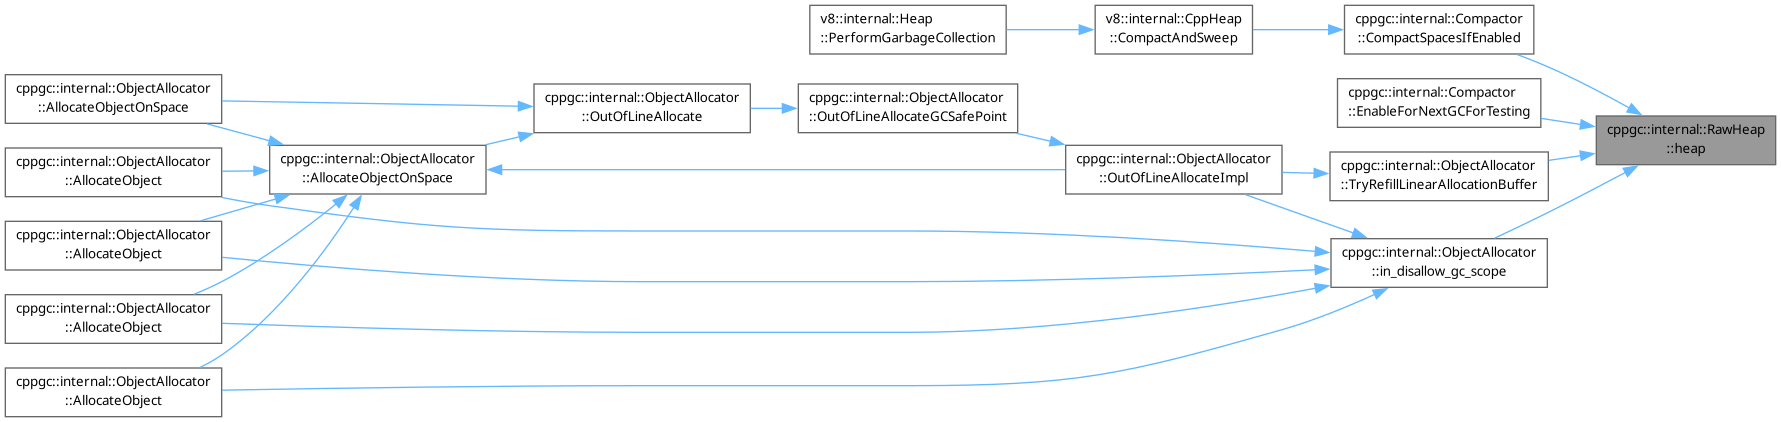 v8::internal::Heap
::PerformGarbageCollection
v8::internal::CppHeap
::CompactAndSweep
cppgc::internal::Compactor
::CompactSpacesIfEnabled
cppgc::internal::ObjectAllocator
::AllocateObjectOnSpace
cppgc::internal::ObjectAllocator
::OutOfLineAllocate
cppgc::internal::ObjectAllocator
::OutOfLineAllocateGCSafePoint
cppgc::internal::Compactor
::EnableForNextGCForTesting
cppgc::internal::RawHeap
::heap
cppgc::internal::ObjectAllocator
::AllocateObject
cppgc::internal::ObjectAllocator
::AllocateObjectOnSpace
cppgc::internal::ObjectAllocator
::OutOfLineAllocateImpl
cppgc::internal::ObjectAllocator
::TryRefillLinearAllocationBuffer
cppgc::internal::ObjectAllocator
::AllocateObject
cppgc::internal::ObjectAllocator
::in_disallow_gc_scope
cppgc::internal::ObjectAllocator
::AllocateObject
cppgc::internal::ObjectAllocator
::AllocateObject